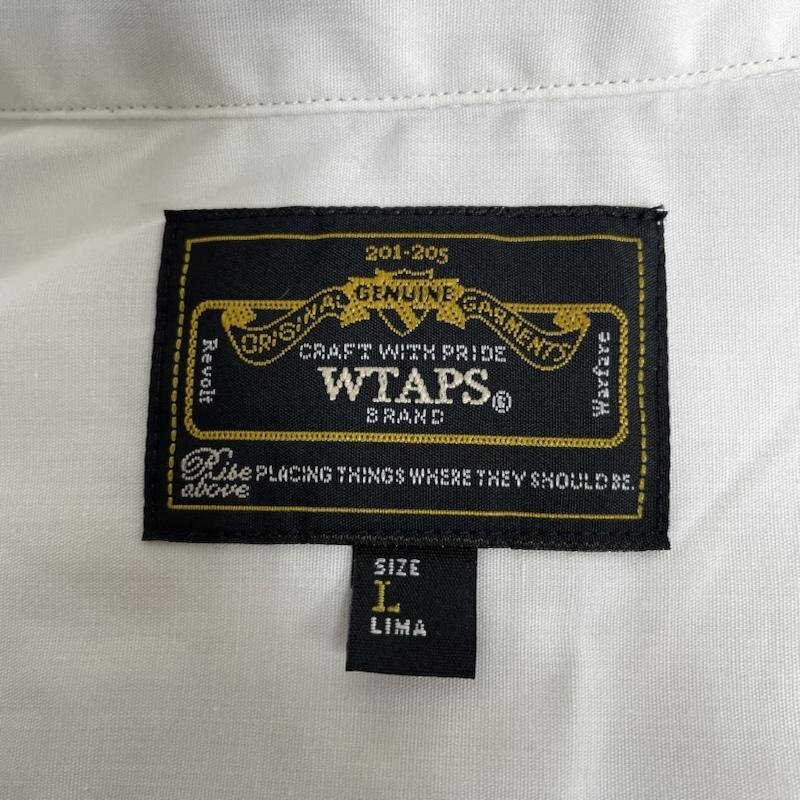 201-205
ORIGINAL GENUINE GARMENTS
CRAFT WITH PRIDE
Revolt
WTAPS®
Warfare
BRAND
Rise above
PLACING THINGS WHERE THEY SHOULD BE.
SIZE
L
LIMA